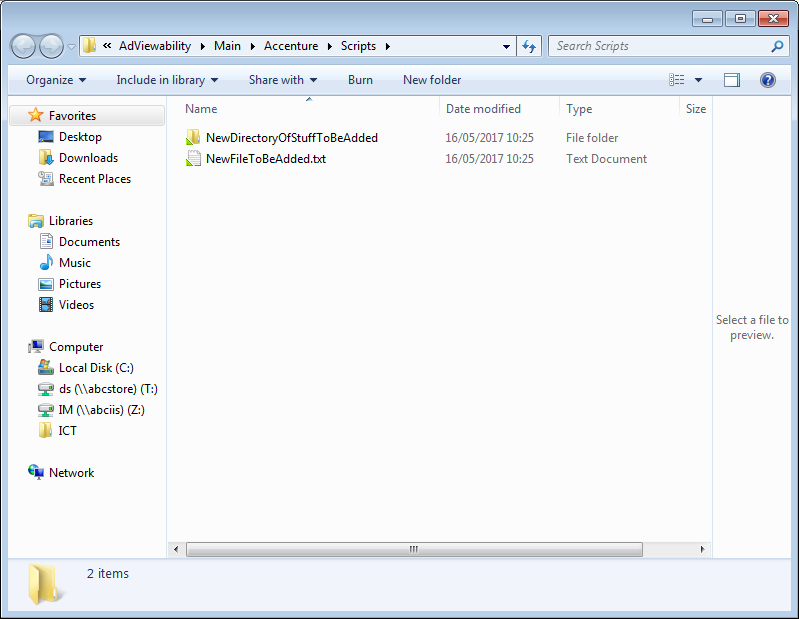 « AdViewability Main Accenture Scripts
Search Scripts
Organize Include in library Share with Burn New folder
Name Date modified Type Size
Favorites
Desktop
Downloads
Recent Places
Libraries
Documents
Music
Pictures
Videos
Computer
Local Disk (C:)
ds (\\abcstore) (T:)
IM (\\abciis) (Z:)
ICT
Network
NewDirectoryOfStuffToBeAdded 16/05/2017 10:25 File folder
NewFileToBeAdded.txt 16/05/2017 10:25 Text Document
Select a file to
preview.
2 items